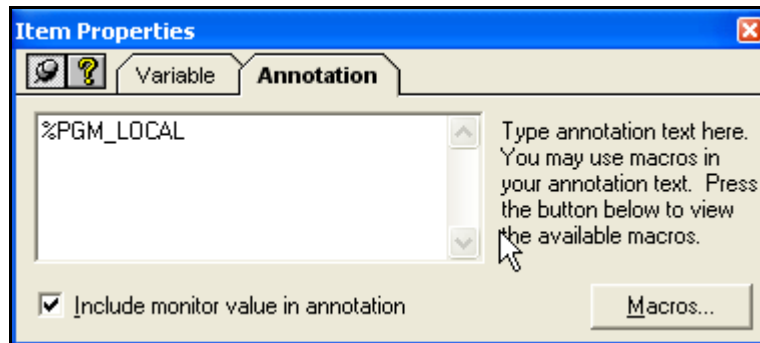 Item Properties
Variable
Annotation
%PGM_LOCAL
Type annotation text here.
You may use macros in
your annotation text. Press
the button below to view
the available macros.
Include monitor value in annotation
Macros...